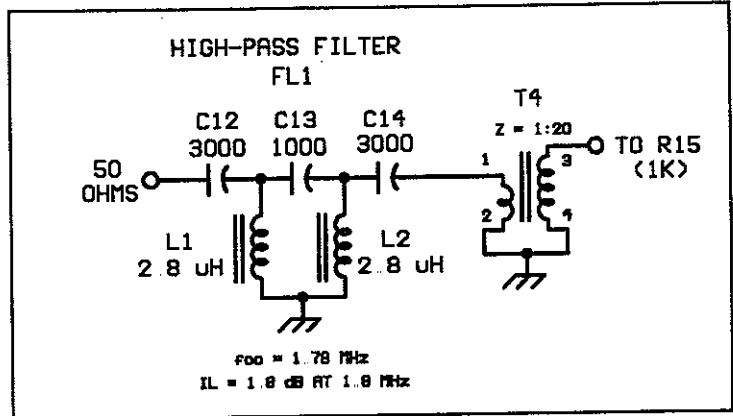 HIGH-PASS FILTER
FL1
C12
3000
C13
1000
C14
3000
T4
Z = 1:20
1
2
3
4
TO R15
(1K)
50
OHMS
L1
2.8 uH
L2
2.8 uH
fco = 1.78 MHz
IL = 1.8 dB AT 1.8 MHz